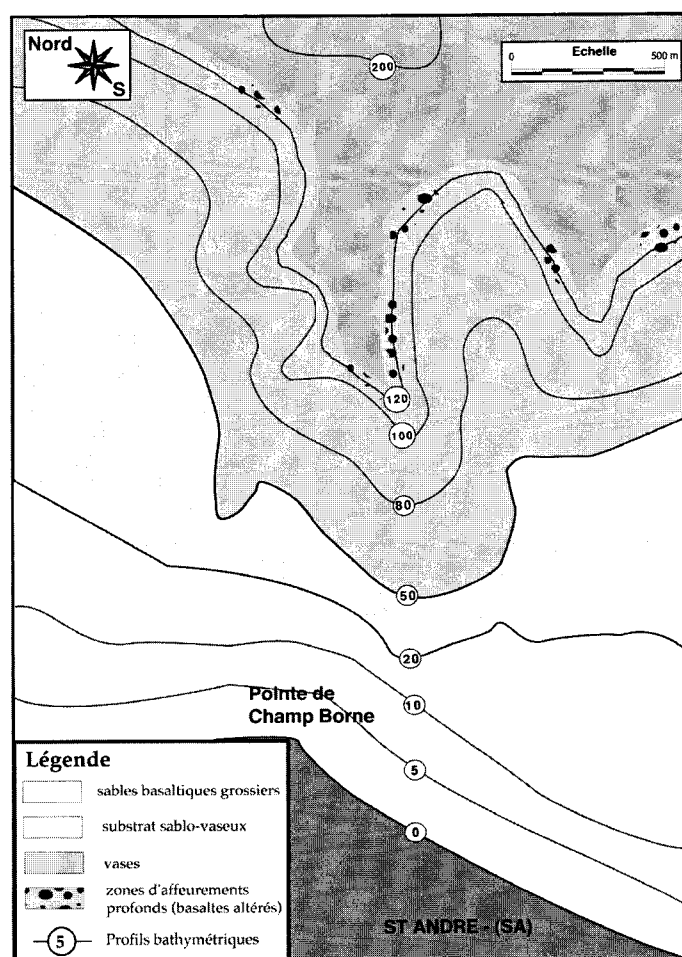 Nord
S
Echelle
0 500 m
200
120
100
80
50
20
10
5
0
Pointe de
Champ Borne
Légende
sables basaltiques grossiers
substrat sablo-vaseux
vases
zones d'affeurements
profonds (basaltes altérés)
5 Profils bathymétriques
ST ANDRE - (SA)